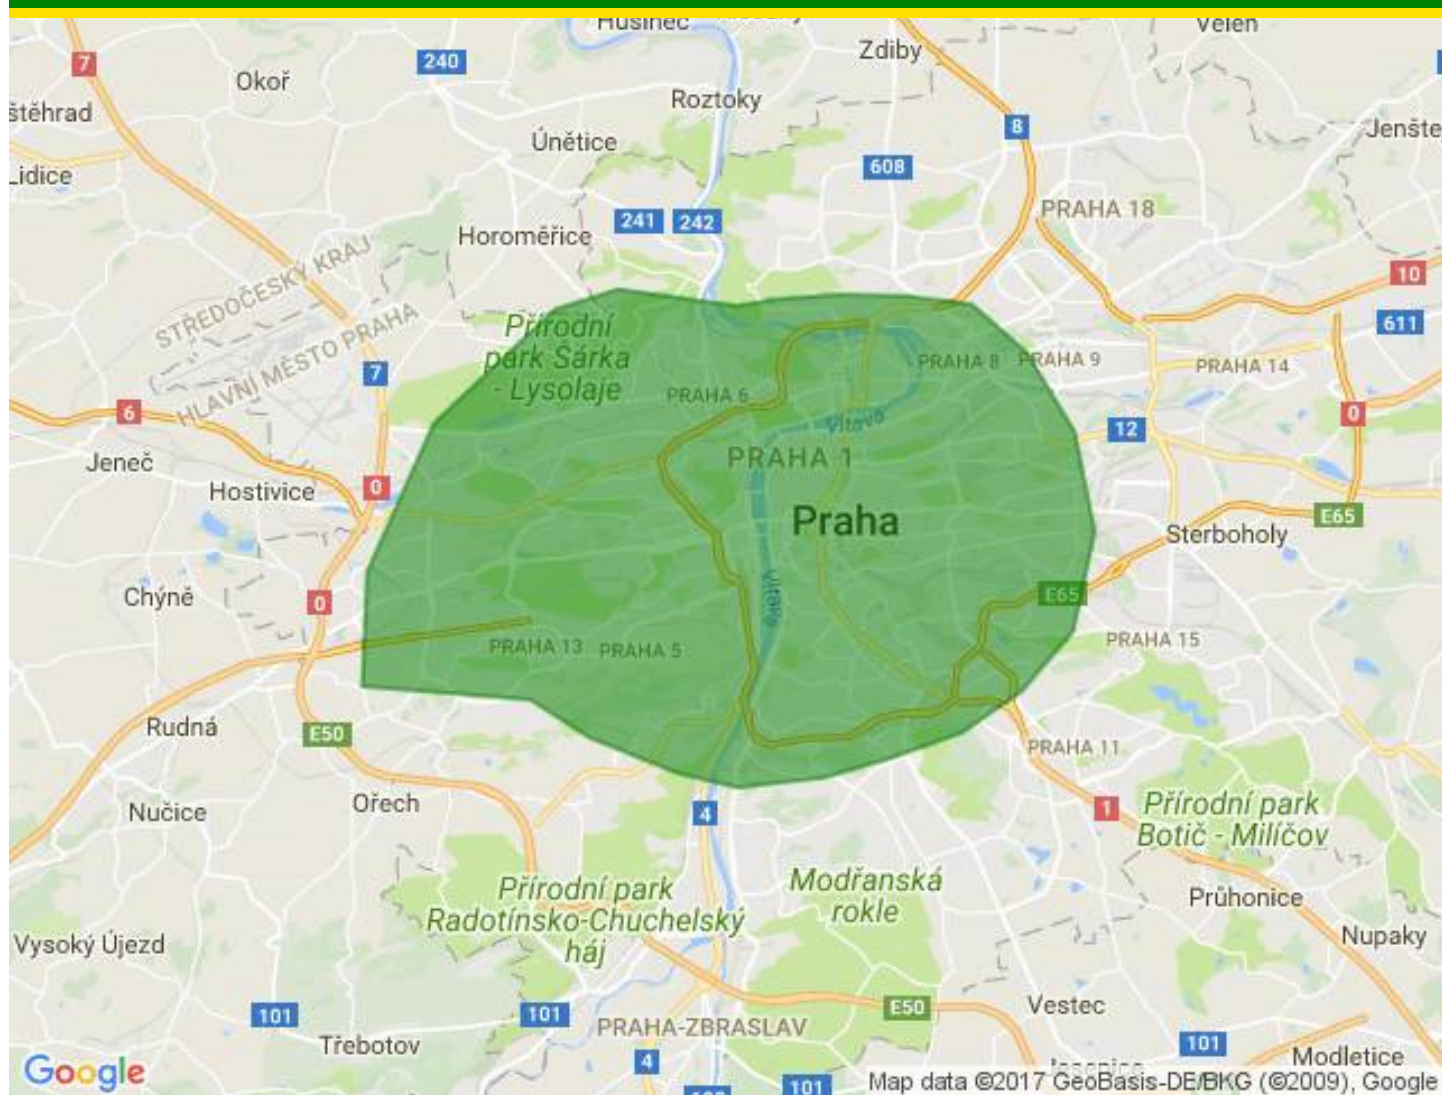 Husinec
Velen
7
240
Zdiby
Okoř
Roztoky
štěhrad
8
Únětice
Jenšte
608
Lidice
PRAHA 18
241
242
Horoměřice
STŘEDOČESKÝ KRAJ
10
Přírodní
park Šárka
- Lysolaje
HLAVNÍ MĚSTO PRAHA
611
7
PRAHA 8
PRAHA 9
PRAHA 14
PRAHA 6
6
0
Vltava
12
Jeneč
PRAHA 1
0
Hostivice
Praha
E65
Sterboholy
Chýně
0
Vltava
E65
PRAHA 13
PRAHA 5
PRAHA 15
Rudná
E50
PRAHA 11
Nučice
Ořech
4
1
Přírodní park
Botič - Milíčov
Přírodní park
Radotínsko-Chuchelský
háj
Modřanská
rokle
Průhonice
Vysoký Újezd
Nupaky
101
101
E50
Vestec
PRAHA-ZBRASLAV
Třebotov
101
4
Jesenice
Modletice
Google
101
Map data ©2017 GeoBasis-DE/BKG (©2009), Google